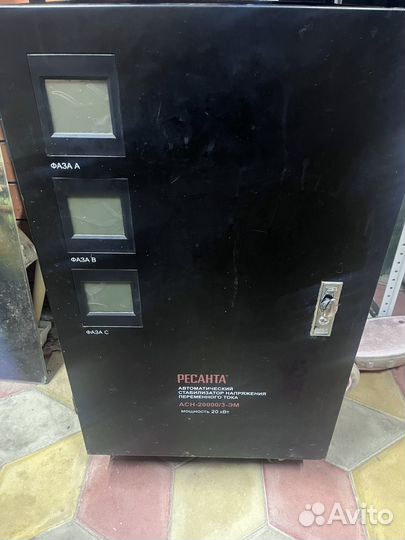 ФАЗА А
ФАЗА В
ФАЗА С
РЕСАНТА
АВТОМАТИЧЕСКИЙ
СТАБИЛИЗАТОР НАПРЯЖЕНИЯ
ПЕРЕМЕННОГО ТОКА
АСН-20000/3-ЭМ
МОЩНОСТЬ 20 кВт
Avito